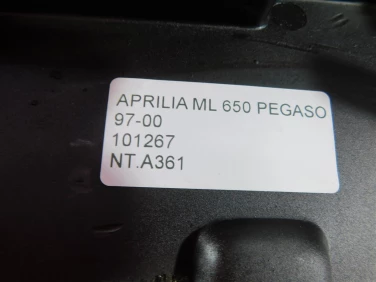 APRILIA ML 650 PEGASO
97-00
101267
NT.A361